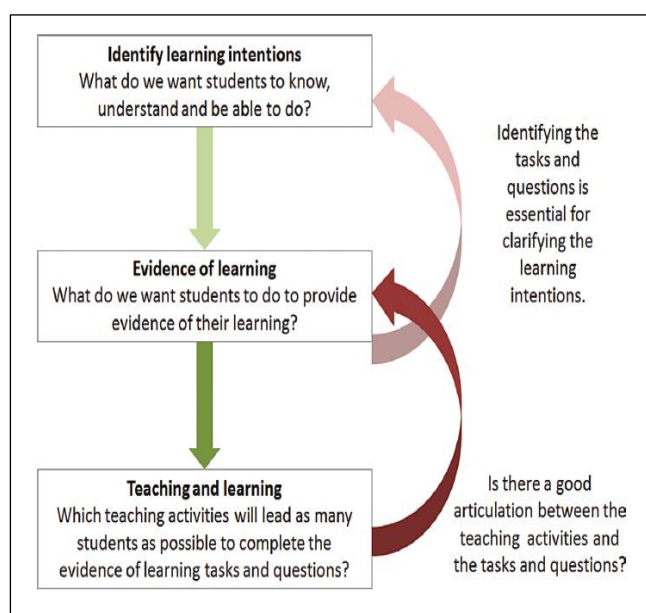 Identify learning intentions
What do we want students to know,
understand and be able to do?
Identifying the
tasks and
questions is
essential for
clarifying the
learning
intentions.
Evidence of learning
What do we want students to do to provide
evidence of their learning?
Teaching and learning
Which teaching activities will lead as many
students as possible to complete the
evidence of learning tasks and questions?
Is there a good
articulation between the
teaching activities and
the tasks and questions?